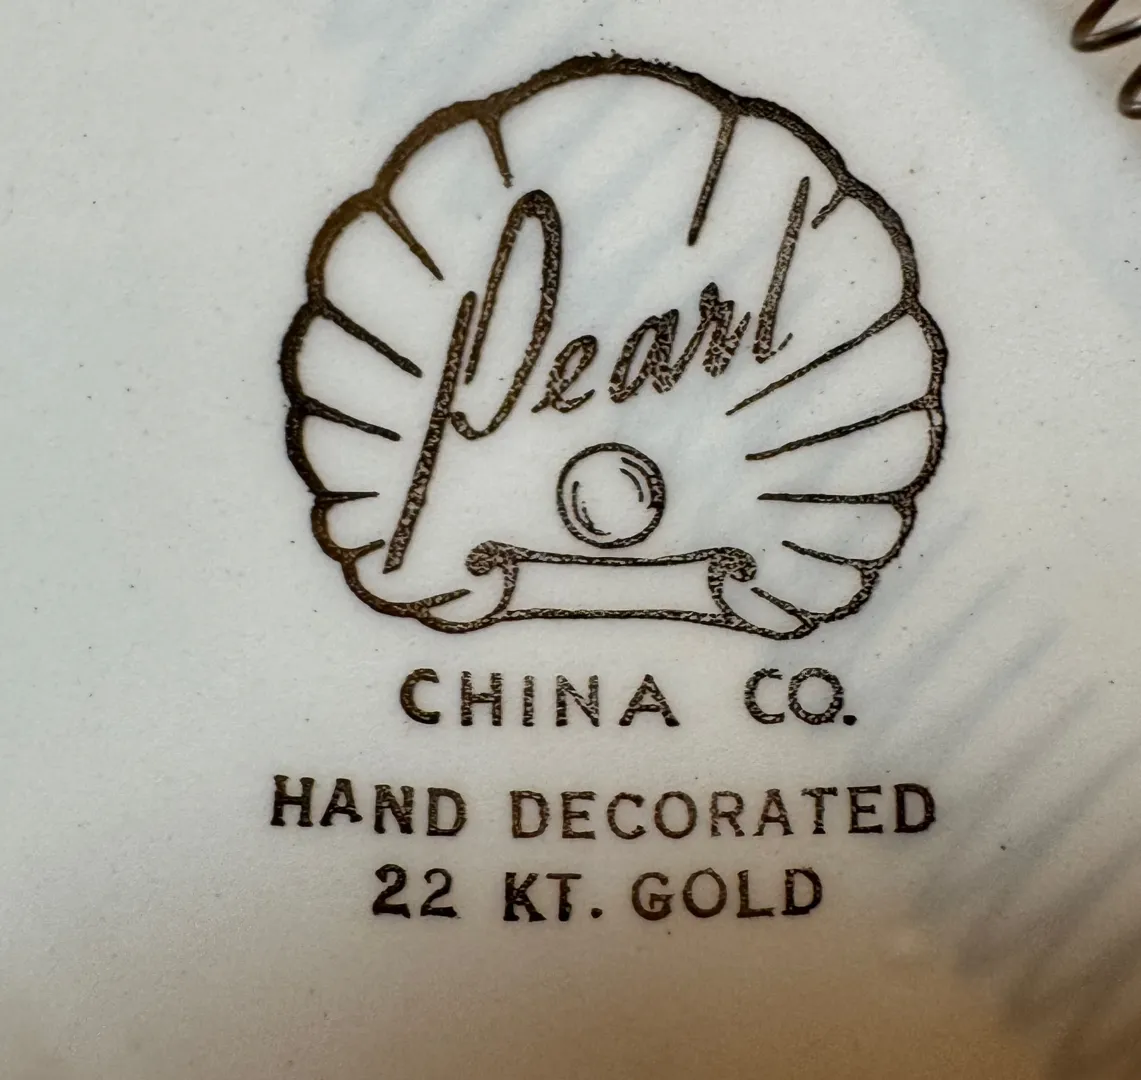 Pearl
CHINA CO.
HAND DECORATED
22 KT. GOLD